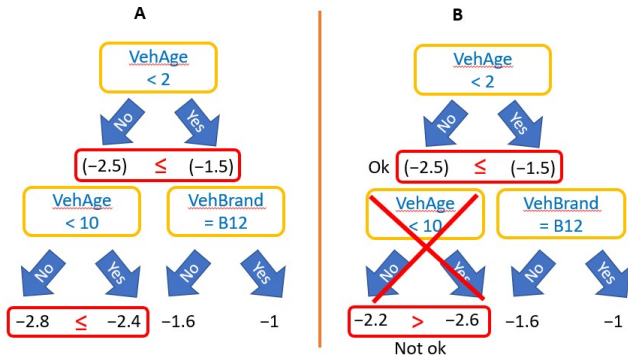 A
VehAge
< 2
No
Yes
(−2.5) ≤ (−1.5)
VehAge
< 10
VehBrand
= B12
No
Yes
No
Yes
−2.8 ≤ −2.4
−1.6
−1
B
VehAge
< 2
No
Yes
Ok (−2.5) ≤ (−1.5)
VehAge
< 10
VehBrand
= B12
No
Yes
No
Yes
−2.2 > −2.6
−1.6
−1
Not ok